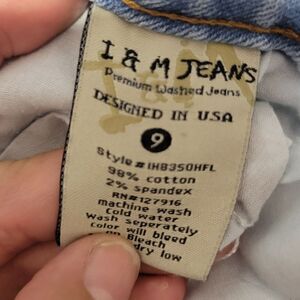 I & M JEANS
Premium Washed Jeans
DESIGNED IN USA
9
Style # IHB350HFL
98% cotton
2% spandex
RN#127916
machine wash
cold water
wash seperately
color will bleed
Bleach
dry low